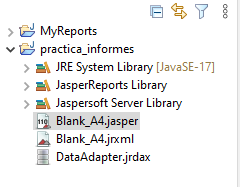 MyReports
practica_informes
JRE System Library [JavaSE-17]
JasperReports Library
Jaspersoft Server Library
Blank_A4.jasper
Blank_A4.jrxml
DataAdapter.jrdax